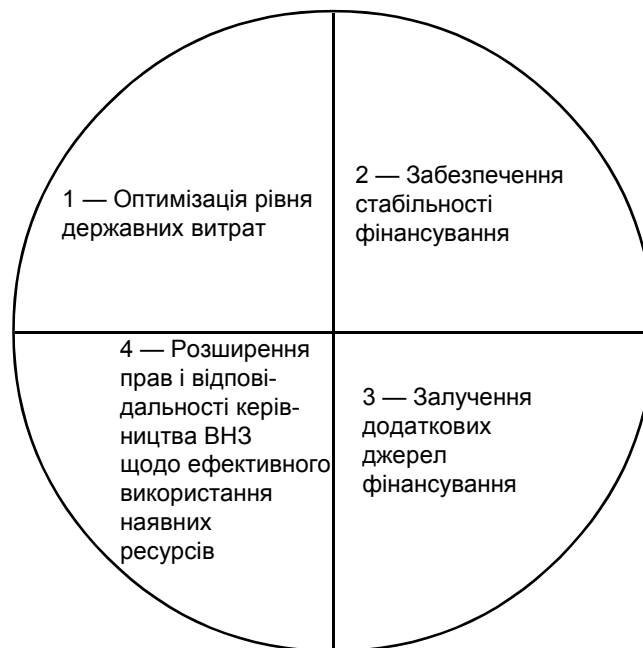 1 — Оптимізація рівня
державних витрат
2 — Забезпечення
стабільності
фінансування
4 — Розширення
прав і відпові-
дальності керів-
ництва ВНЗ
щодо ефективного
використання
наявних
ресурсів
3 — Залучення
додаткових
джерел
фінансування